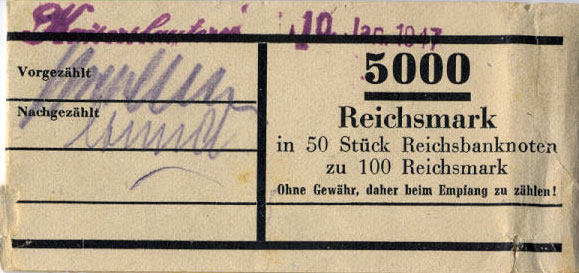 Kaiserslautern 10. Jan. 1947
Vorgezählt
Nachgezählt
5000
Reichsmark
in 50 Stück Reichsbanknoten
zu 100 Reichsmark
Ohne Gewähr, daher beim Empfang zu zählen!